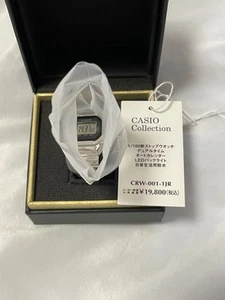 CASIO
Collection
1/100秒ストップウオッチ
デュアルタイム
オートカレンダー
LEDバックライト
日常生活用防水
CRW-001-1JR
¥19,800(税込)